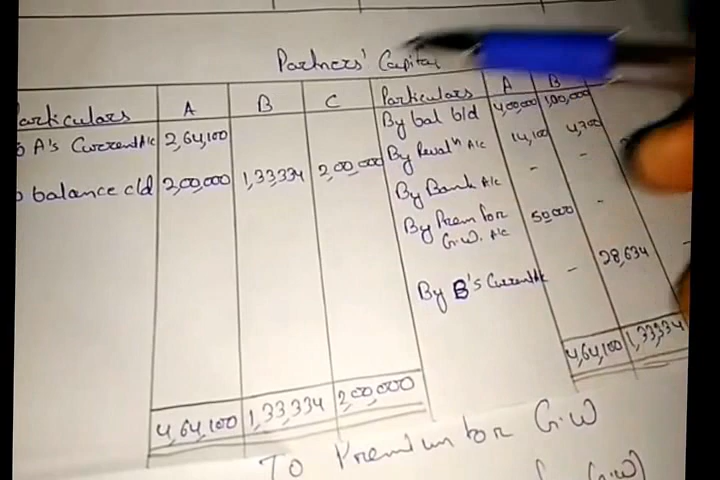 Partners' Capital
Particulars A B C Particulars A B
By bal b/d 4,00,000 1,00,000
A's Current A/c 2,64,100
By Revalⁿ A/c 14,100 4,700
balance c/d 2,00,000 1,33,334 2,00,000
By Bank A/c - -
By Prem for G.W. A/c 50,000 -
By B's Current A/c - 28,634 -
4,64,100 1,33,334 2,00,000 4,64,100 1,33,334
To Premium for G.W
(G.W)